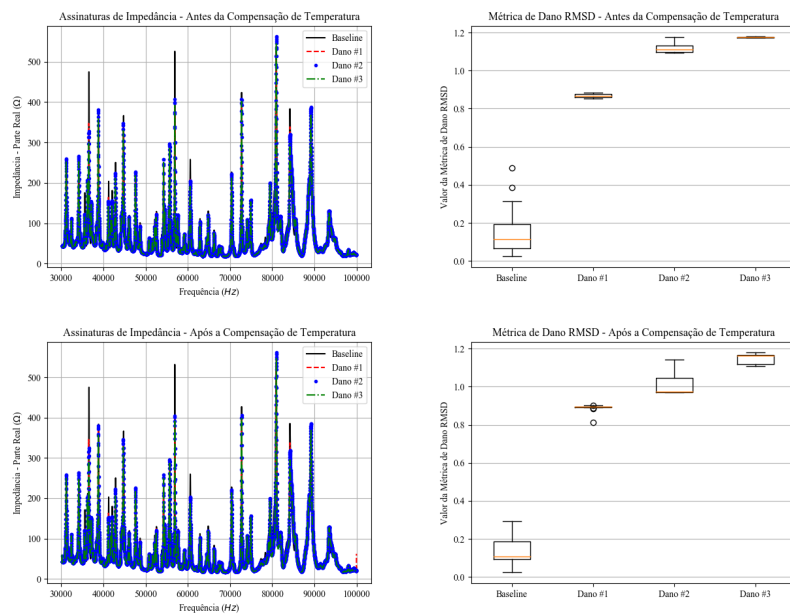 Assinaturas de Impedância - Antes da Compensação de Temperatura
Impedância - Parte Real (Ω)
500
400
300
200
100
0
Baseline
Dano #1
Dano #2
Dano #3
30000 40000 50000 60000 70000 80000 90000 100000
Frequência (Hz)
Métrica de Dano RMSD - Antes da Compensação de Temperatura
Valor da Métrica de Dano RMSD
1.2
1.0
0.8
0.6
0.4
0.2
0.0
Baseline Dano #1 Dano #2 Dano #3
Assinaturas de Impedância - Após a Compensação de Temperatura
Impedância - Parte Real (Ω)
500
400
300
200
100
0
Baseline
Dano #1
Dano #2
Dano #3
30000 40000 50000 60000 70000 80000 90000 100000
Frequência (Hz)
Métrica de Dano RMSD - Após a Compensação de Temperatura
Valor da Métrica de Dano RMSD
1.2
1.0
0.8
0.6
0.4
0.2
0.0
Baseline Dano #1 Dano #2 Dano #3